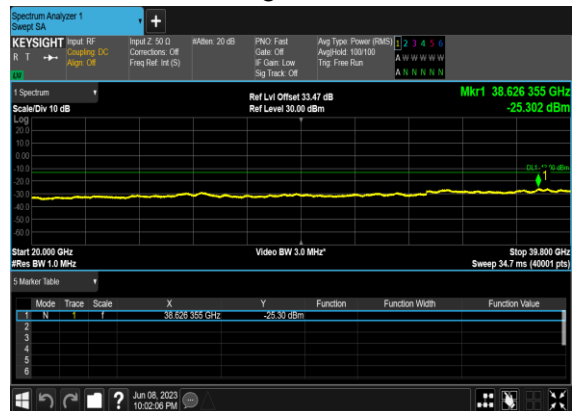 Spectrum Analyzer 1
Swept SA
KEYSIGHT Input: RF Input Z: 50 Ω #Atten: 20 dB PNO: Fast Avg Type: Power (RMS) 1 2 3 4 5 6
R T Coupling: DC Corrections: Off Gate: Off Avg|Hold: 100/100 A W W W W W
Align: Off Freq Ref: Int (S) IF Gain: Low Trig: Free Run
Sig Track: Off A N N N N N
1 Spectrum Ref Lvl Offset 33.47 dB Mkr1 38.626 355 GHz
Scale/Div 10 dB Ref Level 30.00 dBm -25.302 dBm
Log
20.0
10.0
0.00
-10.0
-20.0
-30.0
-40.0
-50.0
-60.0
1
Start 20.000 GHz Video BW 3.0 MHz* Stop 39.800 GHz
#Res BW 1.0 MHz Sweep 34.7 ms (40001 pts)
5 Marker Table
Mode Trace Scale X Y Function Function Width Function Value
1 N 1 f 38.626 355 GHz -25.30 dBm
2
3
4
5
6
? Jun 08, 2023
10:02:06 PM